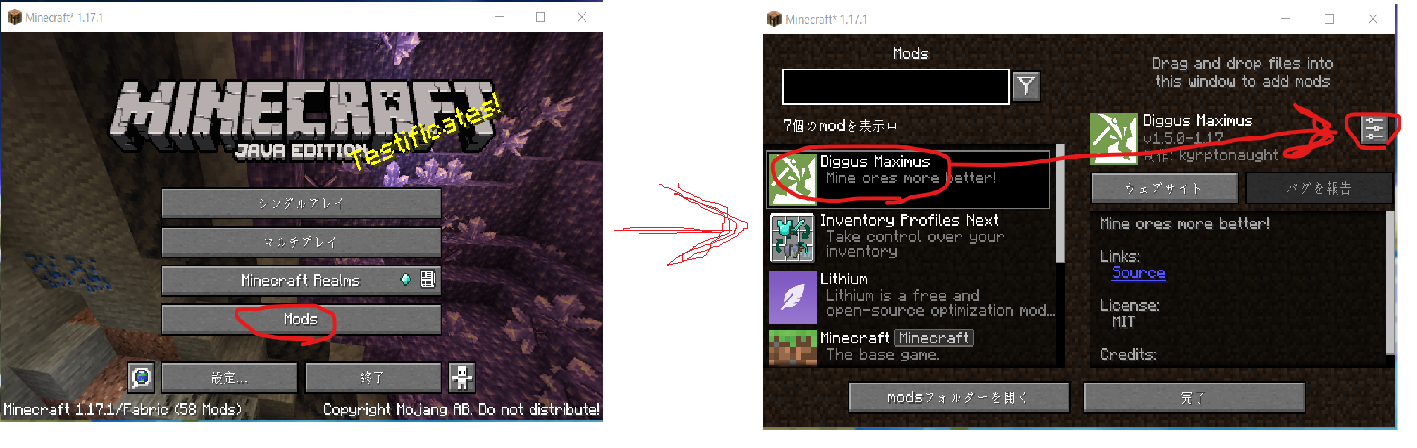 Minecraft* 1.17.1
MINECRAFT
JAVA EDITION
Testificates!
シングルプレイ
マルチプレイ
Minecraft Realms
Mods
設定...
終了
Minecraft 1.17.1/Fabric (58 Mods)
Copyright Mojang AB. Do not distribute!
Minecraft* 1.17.1
Mods
Drag and drop files into
this window to add mods
7個のmodを表示中
Diggus Maximus
Mine ores more better!
Inventory Profiles Next
Take control over your
inventory
Lithium
Lithium is a free and
open-source optimization mod...
Minecraft Minecraft
The base game.
Diggus Maximus
v1.5.0-1.17
kyrptonaught
ウェブサイト
バグを報告
Mine ores more better!
Links:
Source
License:
MIT
Credits:
modsフォルダーを開く
完了